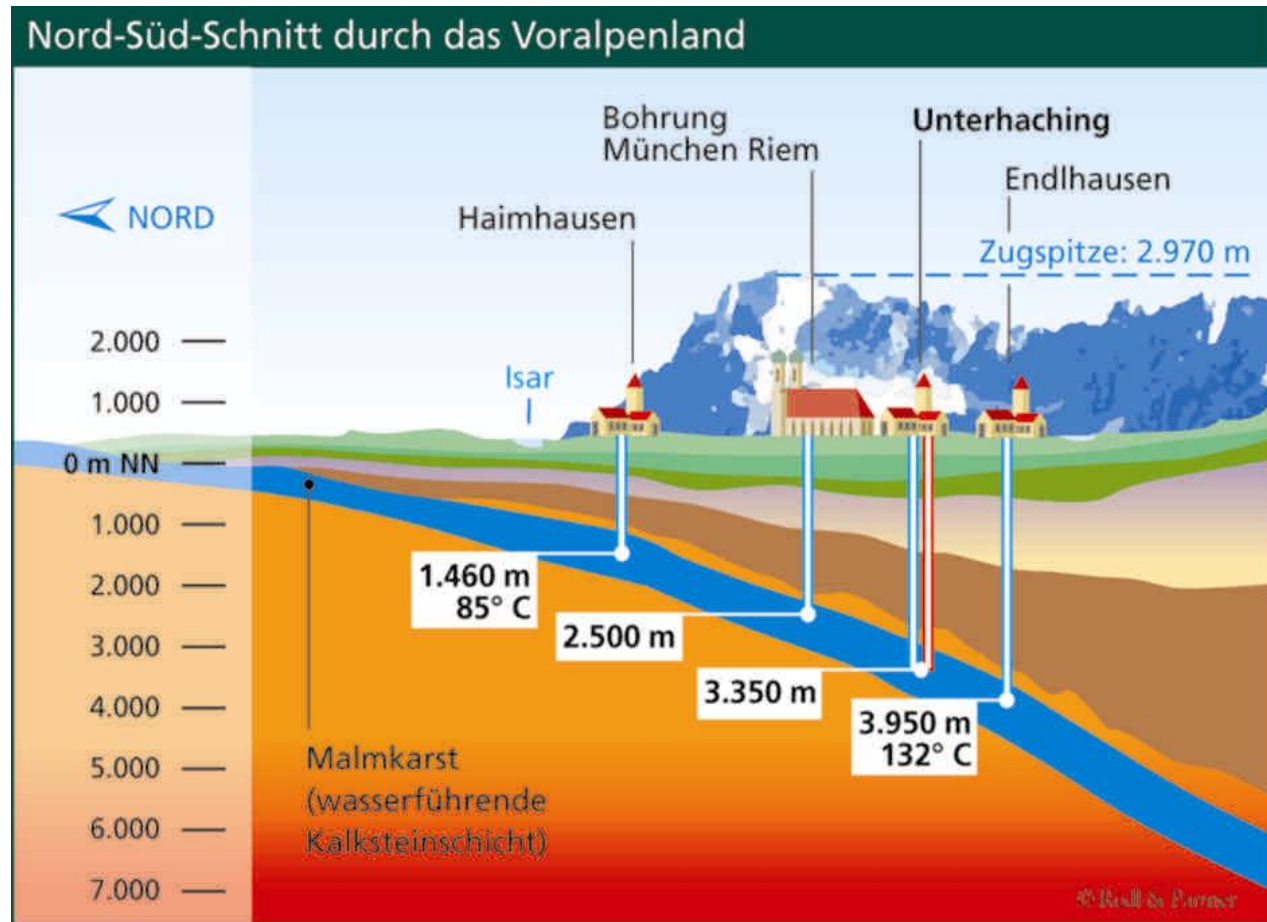 Nord-Süd-Schnitt durch das Voralpenland
Bohrung
München Riem
Unterhaching
Endlhausen
NORD
Haimhausen
Zugspitze: 2.970 m
2.000
Isar
1.000
0 m NN
1.000
1.460 m
85° C
2.000
2.500 m
3.000
3.350 m
4.000
3.950 m
132° C
5.000
Malmkarst
(wasserführende
Kalksteinschicht)
6.000
7.000
© Rödl & Partner